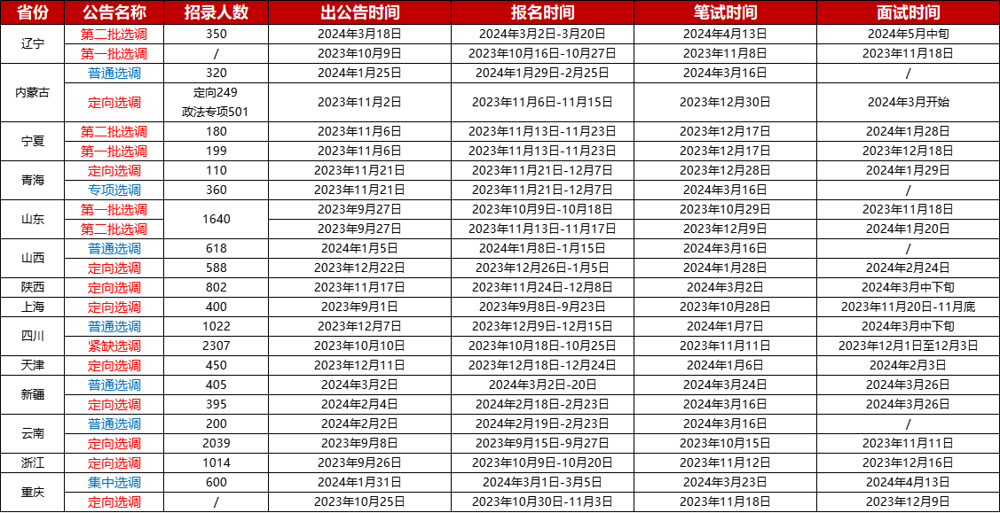 省份 公告名称 招录人数 出公告时间 报名时间 笔试时间 面试时间
辽宁 第二批选调 350 2024年3月18日 2024年3月2日-3月20日 2024年4月13日 2024年5月中旬
第一批选调 / 2023年10月9日 2023年10月16日-10月27日 2023年11月8日 2023年11月18日
内蒙古 普通选调 320 2024年1月25日 2024年1月29日-2月25日 2024年3月16日 /
定向选调 定向249 政法专项501 2023年11月2日 2023年11月6日-11月15日 2023年12月30日 2024年3月开始
宁夏 第二批选调 180 2023年11月6日 2023年11月13日-11月23日 2023年12月17日 2024年1月28日
第一批选调 199 2023年11月6日 2023年11月13日-11月23日 2023年12月17日 2023年12月18日
青海 定向选调 110 2023年11月21日 2023年11月21日-12月7日 2023年12月28日 2024年1月29日
专项选调 360 2023年11月21日 2023年11月21日-12月7日 2024年3月16日 /
山东 第一批选调 1640 2023年9月27日 2023年10月9日-10月18日 2023年10月29日 2023年11月18日
第二批选调 2023年9月27日 2023年11月13日-11月17日 2023年12月9日 2024年1月20日
山西 普通选调 618 2024年1月5日 2024年1月8日-1月15日 2024年3月16日 /
定向选调 588 2023年12月22日 2023年12月26日-1月5日 2024年1月28日 2024年2月24日
陕西 定向选调 802 2023年11月17日 2023年11月24日-12月8日 2024年3月2日 2024年3月中下旬
上海 定向选调 400 2023年9月1日 2023年9月8日-9月23日 2023年10月28日 2023年11月20日-11月底
四川 普通选调 1022 2023年12月7日 2023年12月9日-12月15日 2024年1月7日 2024年3月中下旬
紧缺选调 2307 2023年10月10日 2023年10月18日-10月25日 2023年11月11日 2023年12月1日至12月3日
天津 定向选调 450 2023年12月11日 2023年12月18日-12月24日 2024年1月6日 2024年2月3日
新疆 普通选调 405 2024年3月2日 2024年3月2日-20日 2024年3月24日 2024年3月26日
定向选调 395 2024年2月4日 2024年2月18日-2月23日 2024年3月16日 2024年3月26日
云南 普通选调 200 2024年2月2日 2024年2月19日-2月23日 2024年3月16日 /
定向选调 2039 2023年9月8日 2023年9月15日-9月27日 2023年10月15日 2023年11月11日
浙江 定向选调 1014 2023年9月26日 2023年10月9日-10月20日 2023年11月12日 2023年12月16日
重庆 集中选调 600 2024年1月31日 2024年3月1日-3月5日 2024年3月23日 2024年4月13日
定向选调 / 2023年10月25日 2023年10月30日-11月3日 2023年11月18日 2023年12月9日